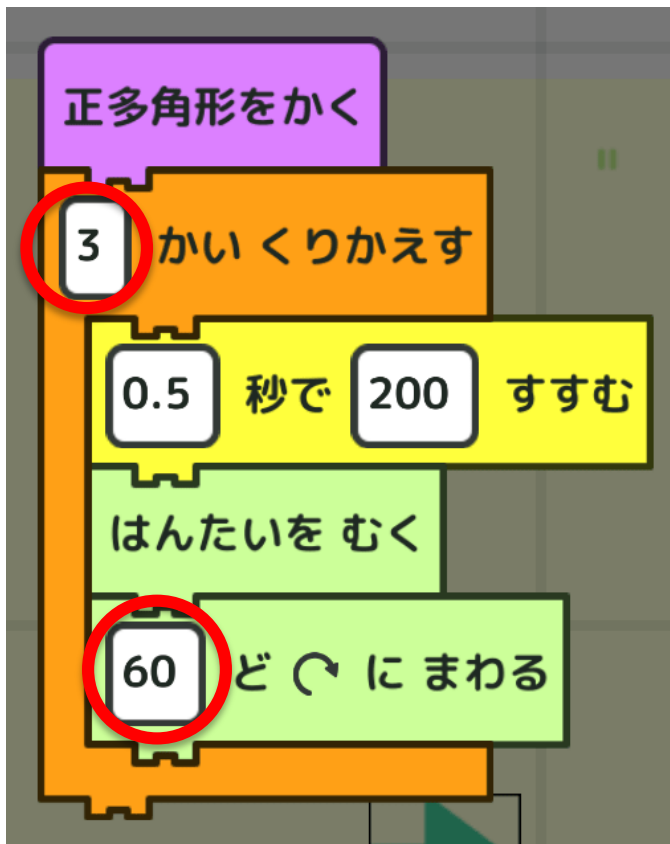 正多角形をかく
3 かい くりかえす
0.5 秒で 200 すすむ
はんたいを むく
60 ど に まわる